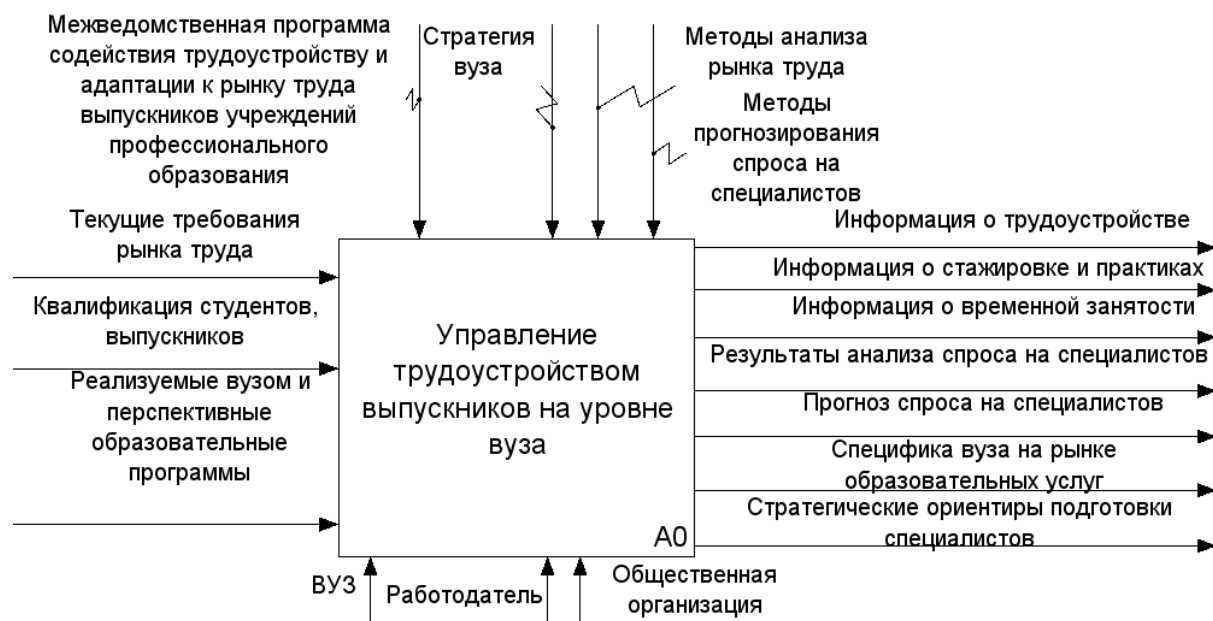 Межведомственная программа
содействия трудоустройству и
адаптации к рынку труда
выпускников учреждений
профессионального
образования
Стратегия
вуза
Методы анализа
рынка труда
Методы
прогнозирования
спроса на
специалистов
Текущие требования
рынка труда
Квалификация студентов,
выпускников
Реализуемые вузом и
перспективные
образовательные
программы
Управление
трудоустройством
выпускников на уровне
вуза
A0
Информация о трудоустройстве
Информация о стажировке и практиках
Информация о временной занятости
Результаты анализа спроса на специалистов
Прогноз спроса на специалистов
Специфика вуза на рынке
образовательных услуг
Стратегические ориентиры подготовки
специалистов
ВУЗ
Работодатель
Общественная
организация